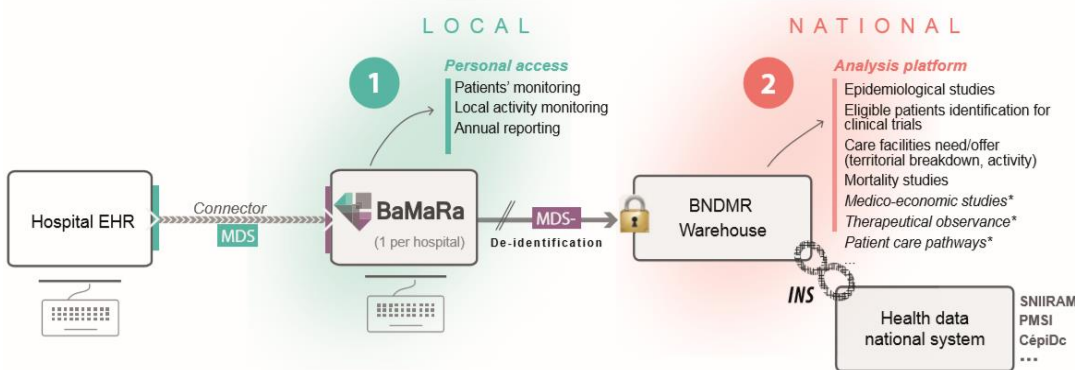 LOCAL
NATIONAL
1
Personal access
Patients' monitoring
Local activity monitoring
Annual reporting
2
Analysis platform
Epidemiological studies
Eligible patients identification for
clinical trials
Care facilities need/offer
(territorial breakdown, activity)
Mortality studies
Medico-economic studies*
Therapeutical observance*
Patient care pathways*
...
Hospital EHR
Connector
MDS
BaMaRa
(1 per hospital)
MDS-
De-identification
BNDMR
Warehouse
INS
Health data
national system
SNIIRAM
PMSI
CépiDc
...